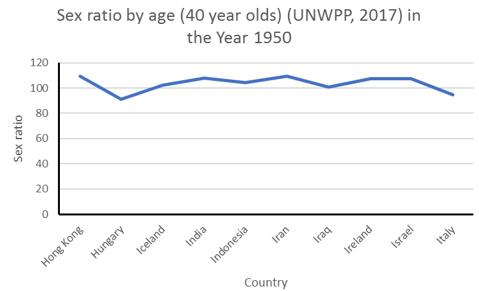 Sex ratio by age (40 year olds) (UNWPP, 2017) in
the Year 1950
120
100
80
60
40
20
0
Sex ratio
Hong Kong
Hungary
Iceland
India
Indonesia
Iran
Iraq
Ireland
Israel
Italy
Country